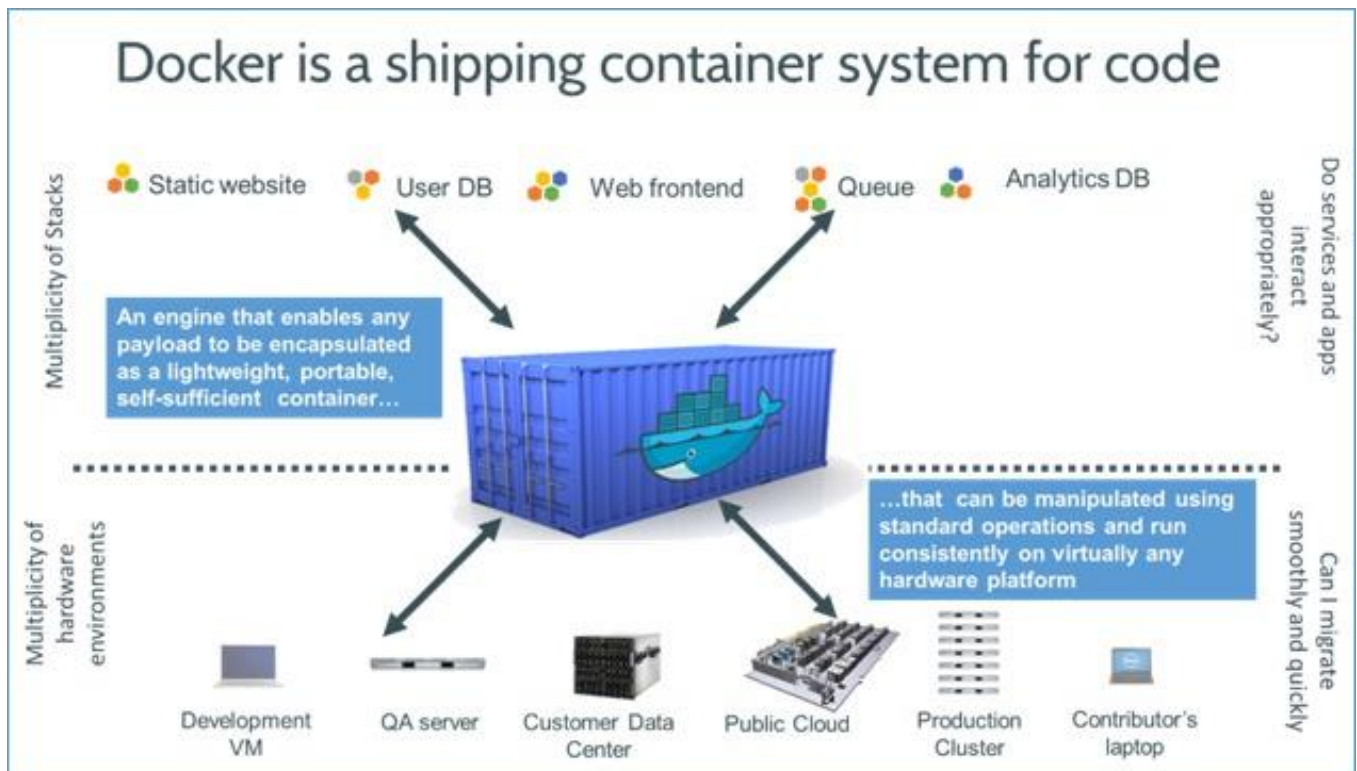 Docker is a shipping container system for code
Multiplicity of Stacks
Static website
User DB
Web frontend
Queue
Analytics DB
Do services and apps
interact
appropriately?
An engine that enables any
payload to be encapsulated
as a lightweight, portable,
self-sufficient container...
...that can be manipulated using
standard operations and run
consistently on virtually any
hardware platform
Multiplicity of
hardware
environments
Can I migrate
smoothly and quickly
Development
VM
QA server
Customer Data
Center
Public Cloud
Production
Cluster
Contributor's
laptop